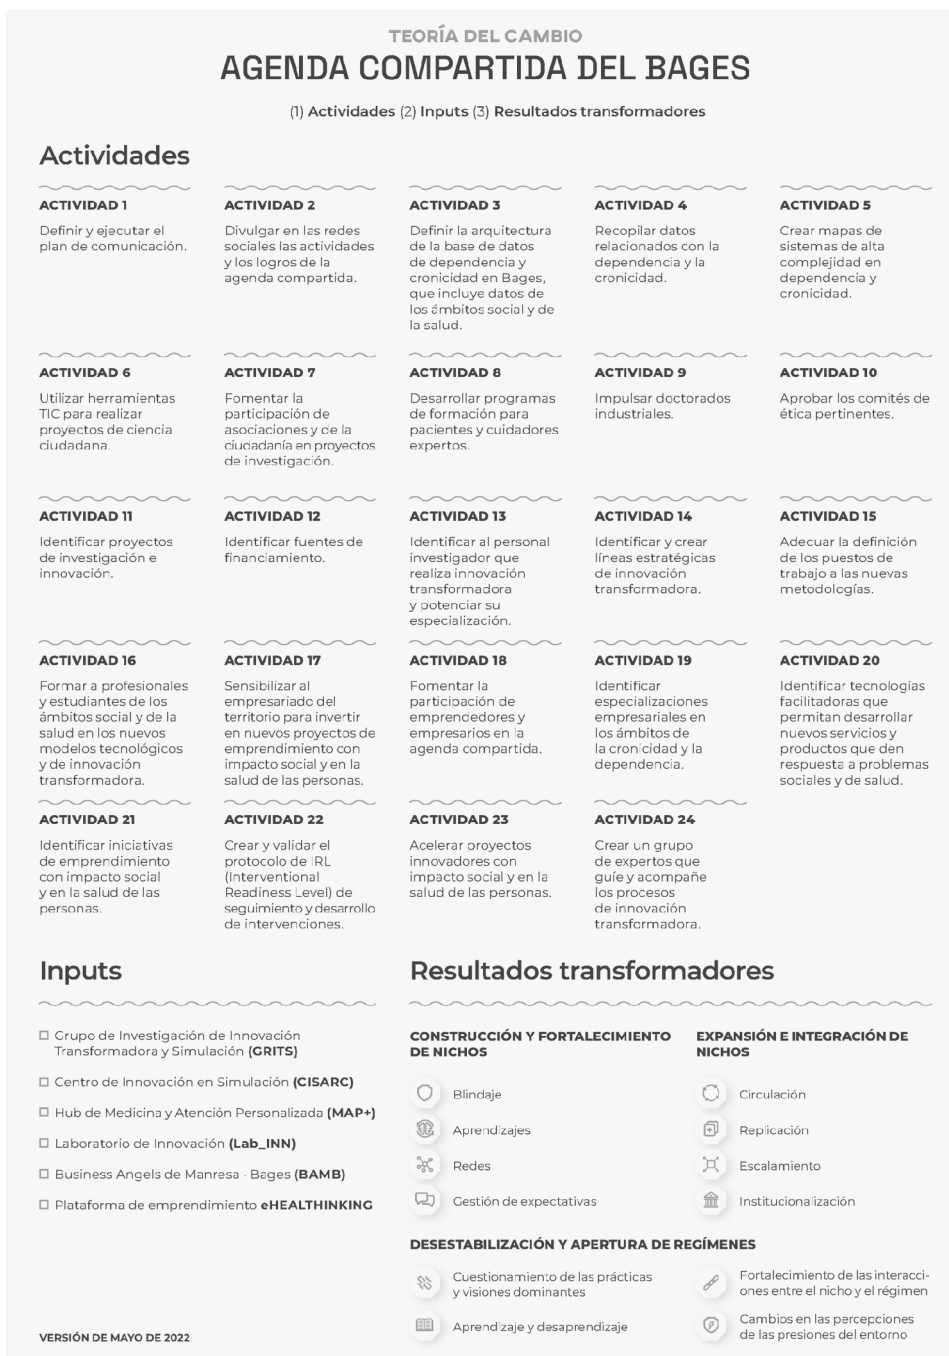 TEORÍA DEL CAMBIO
AGENDA COMPARTIDA DEL BAGES
(1) Actividades (2) Inputs (3) Resultados transformadores
Actividades
ACTIVIDAD 1
Definir y ejecutar el
plan de comunicación.
ACTIVIDAD 2
Divulgar en las redes
sociales las actividades
y los logros de la
agenda compartida.
ACTIVIDAD 3
Definir la arquitectura
de la base de datos
de dependencia y
cronicidad en Bages,
que incluye datos de
los ámbitos social y de
la salud.
ACTIVIDAD 4
Recopilar datos
relacionados con la
dependencia y la
cronicidad.
ACTIVIDAD 5
Crear mapas de
sistemas de alta
complejidad en
dependencia y
cronicidad.
ACTIVIDAD 6
Utilizar herramientas
TIC para realizar
proyectos de ciencia
ciudadana.
ACTIVIDAD 7
Fomentar la
participación de
asociaciones y de la
ciudadanía en proyectos
de investigación.
ACTIVIDAD 8
Desarrollar programas
de formación para
pacientes y cuidadores
expertos.
ACTIVIDAD 9
Impulsar doctorados
industriales.
ACTIVIDAD 10
Aprobar los comités de
ética pertinentes.
ACTIVIDAD 11
Identificar proyectos
de investigación e
innovación.
ACTIVIDAD 12
Identificar fuentes de
financiamiento.
ACTIVIDAD 13
Identificar al personal
investigador que
realiza innovación
transformadora
y potenciar su
especialización.
ACTIVIDAD 14
Identificar y crear
líneas estratégicas
de innovación
transformadora.
ACTIVIDAD 15
Adecuar la definición
de los puestos de
trabajo a las nuevas
metodologías.
ACTIVIDAD 16
Formar a profesionales
y estudiantes de los
ámbitos social y de la
salud en los nuevos
modelos tecnológicos
y de innovación
transformadora.
ACTIVIDAD 17
Sensibilizar al
empresariado del
territorio para invertir
en nuevos proyectos de
emprendimiento con
impacto social y en la
salud de las personas.
ACTIVIDAD 18
Fomentar la
participación de
emprendedores y
empresarios en la
agenda compartida.
ACTIVIDAD 19
Identificar
especializaciones
empresariales en
los ámbitos de
la cronicidad y la
dependencia.
ACTIVIDAD 20
Identificar tecnologías
facilitadoras que
permitan desarrollar
nuevos servicios y
productos que den
respuesta a problemas
sociales y de salud.
ACTIVIDAD 21
Identificar iniciativas
de emprendimiento
con impacto social
y en la salud de las
personas.
ACTIVIDAD 22
Crear y validar el
protocolo de IRL
(Interventional
Readiness Level) de
seguimiento y desarrollo
de intervenciones.
ACTIVIDAD 23
Acelerar proyectos
innovadores con
impacto social y en la
salud de las personas.
ACTIVIDAD 24
Crear un grupo
de expertos que
guíe y acompañe
los procesos
de innovación
transformadora.
Inputs
Grupo de Investigación de Innovación
Transformadora y Simulación (GRITS)
Centro de Innovación en Simulación (CISARC)
Hub de Medicina y Atención Personalizada (MAP+)
Laboratorio de Innovación (Lab_INN)
Business Angels de Manresa · Bages (BAMB)
Plataforma de emprendimiento eHEALTHINKING
Resultados transformadores
CONSTRUCCIÓN Y FORTALECIMIENTO
DE NICHOS
Blindaje
Aprendizajes
Redes
Gestión de expectativas
EXPANSIÓN E INTEGRACIÓN DE
NICHOS
Circulación
Replicación
Escalamiento
Institucionalización
DESESTABILIZACIÓN Y APERTURA DE REGÍMENES
Cuestionamiento de las prácticas
y visiones dominantes
Aprendizaje y desaprendizaje
Fortalecimiento de las interacci-
ones entre el nicho y el régimen
Cambios en las percepciones
de las presiones del entorno
VERSIÓN DE MAYO DE 2022